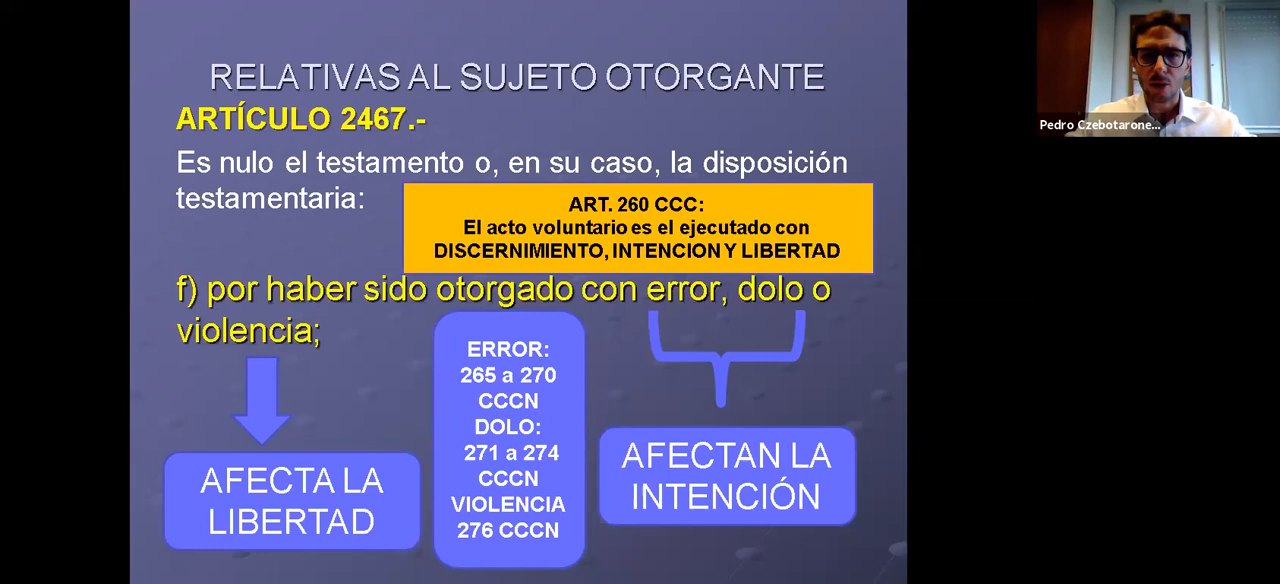 RELATIVAS AL SUJETO OTORGANTE
ARTÍCULO 2467.-
Es nulo el testamento o, en su caso, la disposición
testamentaria:
ART. 260 CCC:
El acto voluntario es el ejecutado con
DISCERNIMIENTO, INTENCION Y LIBERTAD
f) por haber sido otorgado con error, dolo o
violencia;
ERROR:
265 a 270
CCCN
DOLO:
271 a 274
CCCN
VIOLENCIA
276 CCCN
AFECTA LA
LIBERTAD
AFECTAN LA
INTENCIÓN
Pedro Czebotarone...